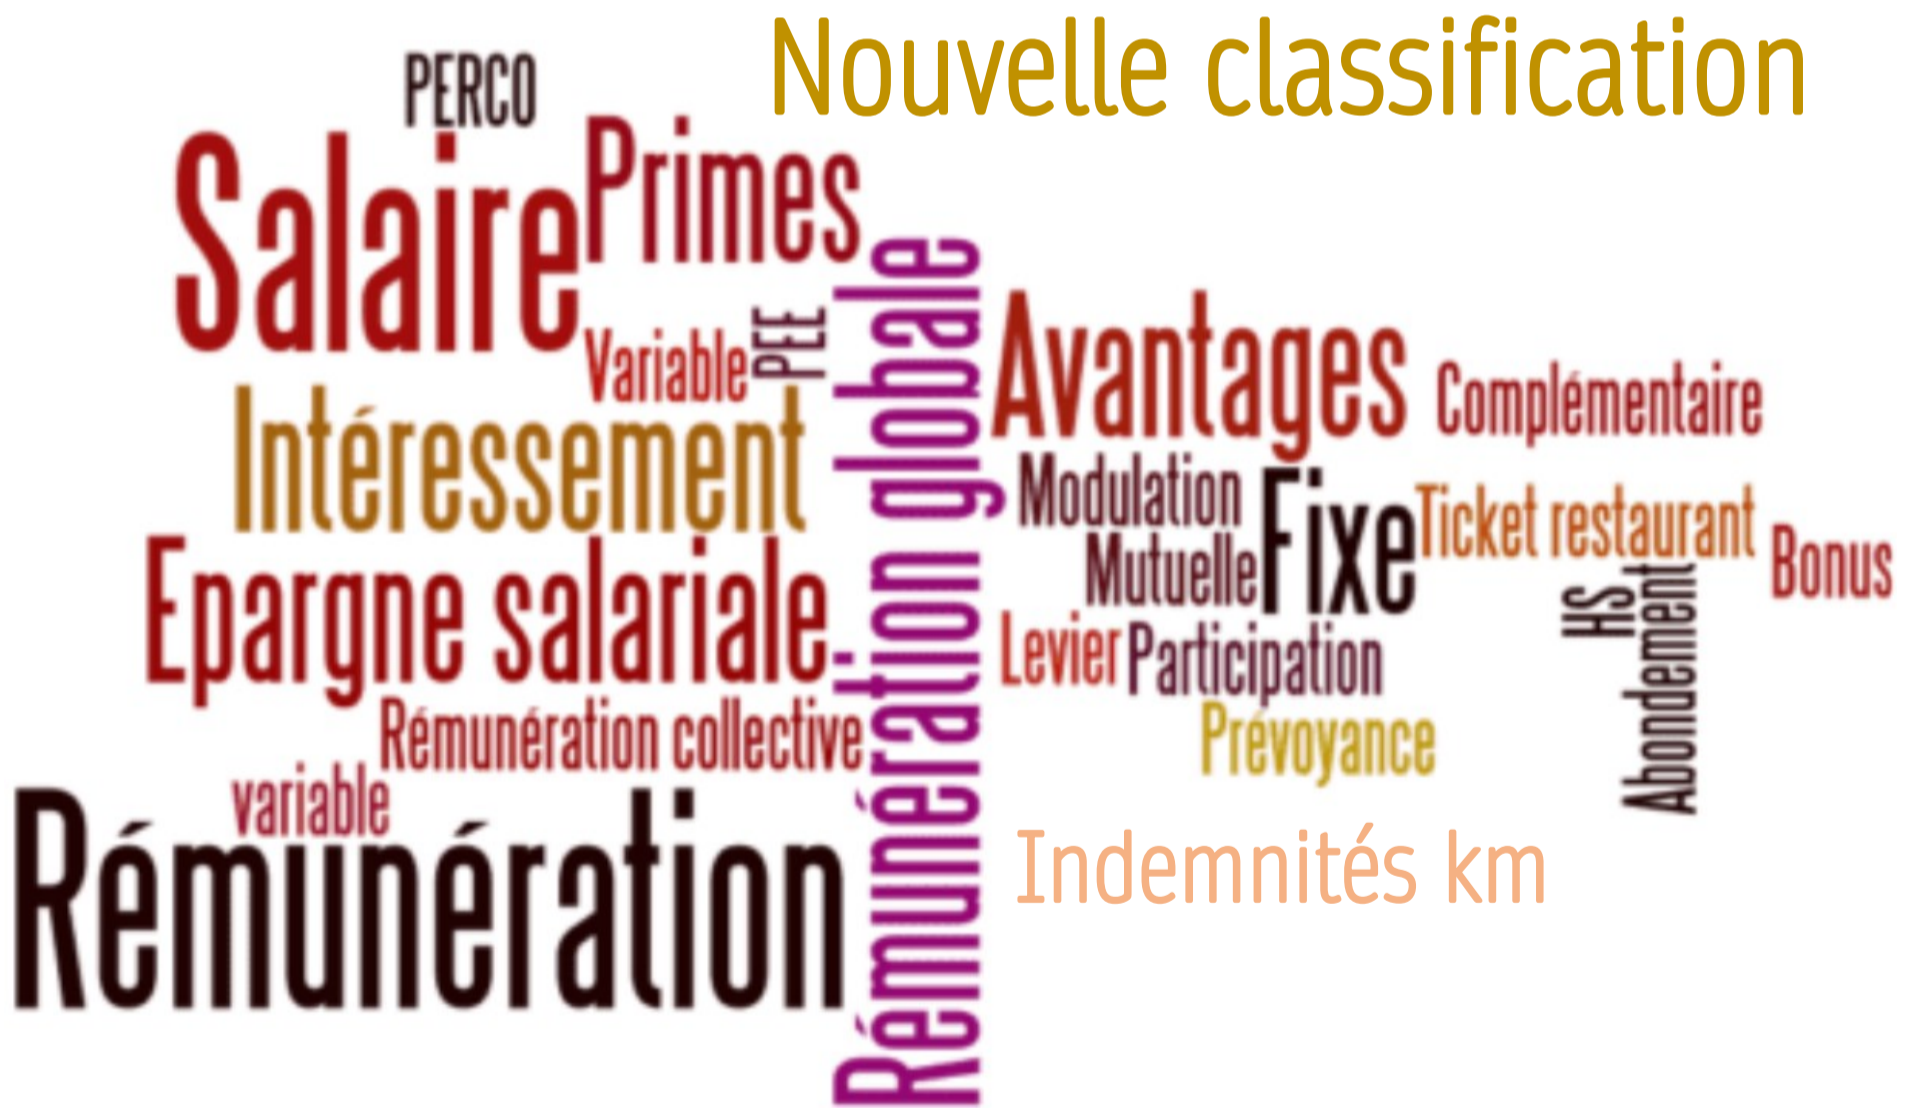 Nouvelle classification
PERCO
Primes
Salaire
Variable
PEE
Rémunération globale
Avantages
Complémentaire
Intéressement
Modulation
Fixe
Ticket restaurant
Mutuelle
Bonus
HS
Abondement
Epargne salariale
Levier
Participation
Rémunération collective
Prévoyance
variable
Rémunération
Indemnités km